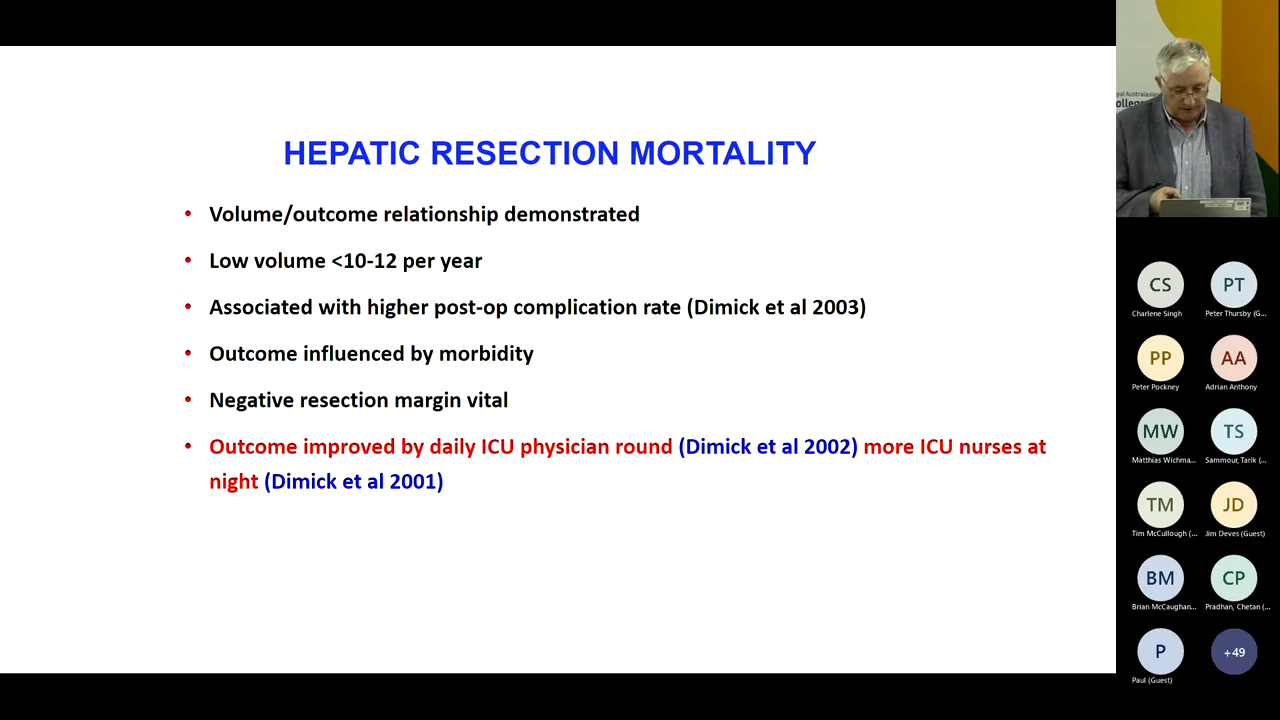 HEPATIC RESECTION MORTALITY
• Volume/outcome relationship demonstrated
• Low volume <10-12 per year
• Associated with higher post-op complication rate (Dimick et al 2003)
• Outcome influenced by morbidity
• Negative resection margin vital
• Outcome improved by daily ICU physician round (Dimick et al 2002) more ICU nurses at
night (Dimick et al 2001)
yal Australasian
ollege
CS
PT
Charlene Singh
Peter Thursby (G...
PP
AA
Peter Pockney
Adrian Anthony
MW
TS
Matthias Wichma...
Sammour, Tarik (...
TM
JD
Tim McCullough (...
Jim Deves (Guest)
BM
CP
Brian McCaughan...
Pradhan, Chetan (...
P
+49
Paul (Guest)